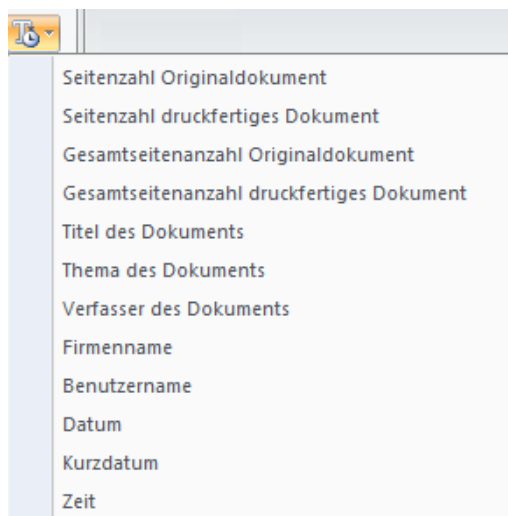 Seitenzahl Originaldokument
Seitenzahl druckfertiges Dokument
Gesamtseitenanzahl Originaldokument
Gesamtseitenanzahl druckfertiges Dokument
Titel des Dokuments
Thema des Dokuments
Verfasser des Dokuments
Firmenname
Benutzername
Datum
Kurzdatum
Zeit